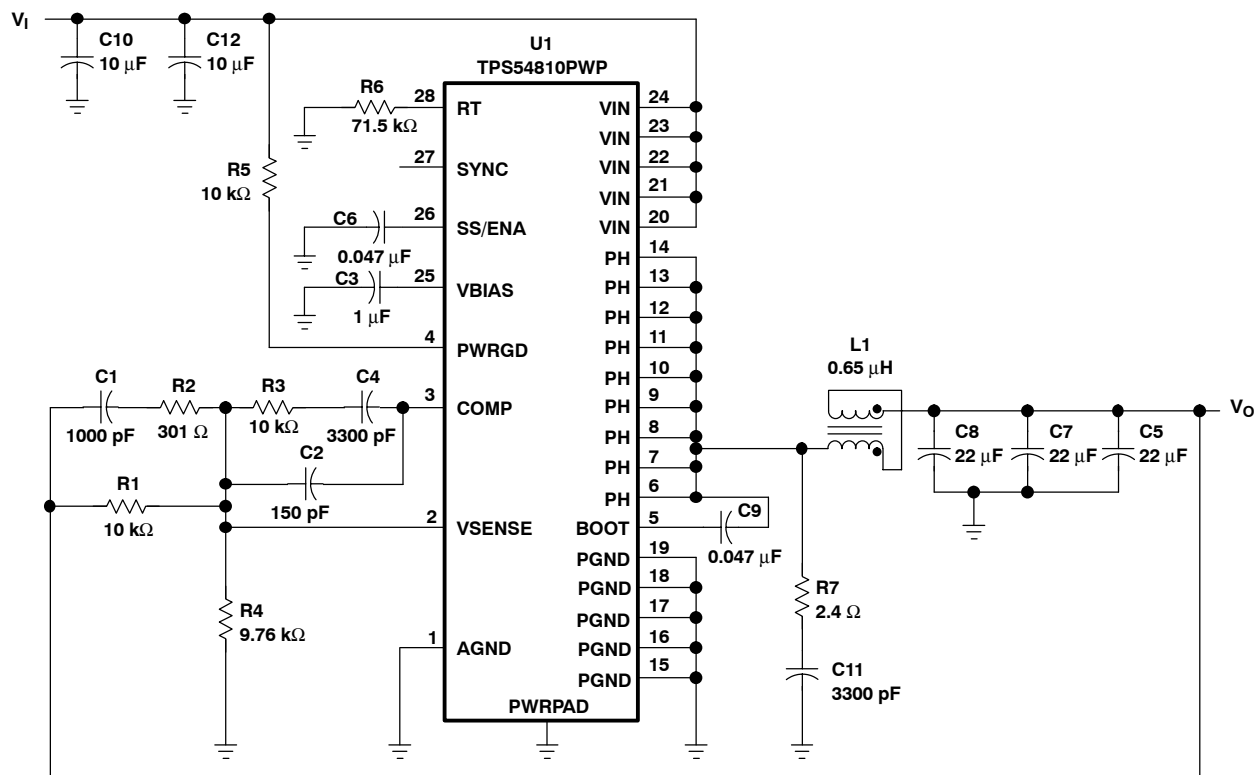 VI
C10
10 μF
C12
10 μF
U1
TPS54810PWP
R6
71.5 kΩ
28
RT
VIN
24
27
SYNC
VIN
23
VIN
22
VIN
21
R5
10 kΩ
C6
0.047 μF
26
SS/ENA
VIN
20
PH
14
C3
1 μF
25
VBIAS
PH
13
PH
12
4
PWRGD
PH
11
PH
10
L1
0.65 μH
C1
1000 pF
R2
301 Ω
R3
10 kΩ
C4
3300 pF
3
COMP
PH
9
PH
8
VO
C8
22 μF
C7
22 μF
C5
22 μF
C2
150 pF
PH
7
PH
6
R1
10 kΩ
2
VSENSE
BOOT
5
C9
0.047 μF
PGND
19
PGND
18
R4
9.76 kΩ
R7
2.4 Ω
PGND
17
1
AGND
PGND
16
PGND
15
C11
3300 pF
PWRPAD